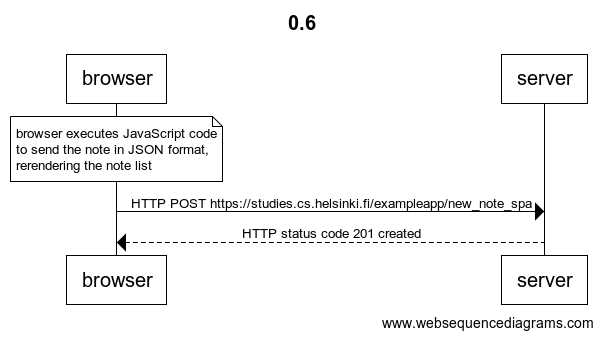 0.6
browser
server
browser executes JavaScript code
to send the note in JSON format,
rerendering the note list
HTTP POST https://studies.cs.helsinki.fi/exampleapp/new_note_spa
HTTP status code 201 created
browser
server
www.websequencediagrams.com